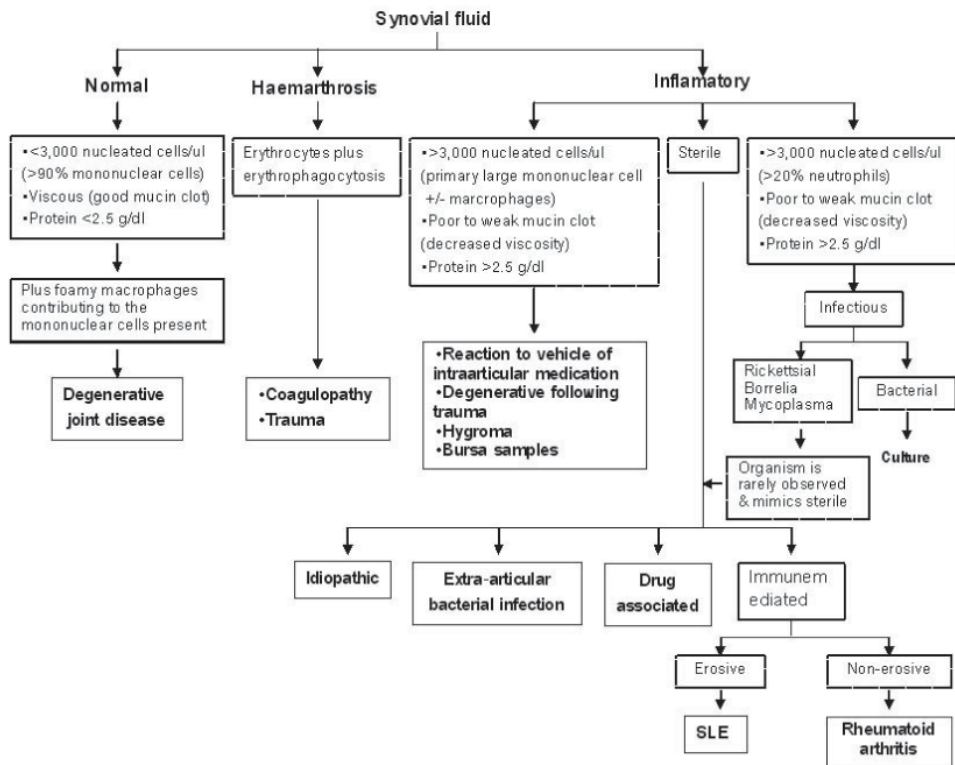 Synovial fluid
Normal
Haemarthrosis
Inflamatory
▪<3,000 nucleated cells/ul
(>90% mononuclear cells)
▪Viscous (good mucin clot)
▪Protein <2.5 g/dl
Erythrocytes plus
erythrophagocytosis
▪>3,000 nucleated cells/ul
(primary large mononuclear cell
+/- marcrophages)
▪Poor to weak mucin clot
(decreased viscosity)
▪Protein >2.5 g/dl
Sterile
▪>3,000 nucleated cells/ul
(>20% neutrophils)
▪Poor to weak mucin clot
(decreased viscosity)
▪Protein >2.5 g/dl
Plus foamy macrophages
contributing to the
mononuclear cells present
Infectious
Degenerative
joint disease
•Coagulopathy
•Trauma
•Reaction to vehicle of
intraarticular medication
•Degenerative following
trauma
•Hygroma
•Bursa samples
Rickettsial
Borrelia
Mycoplasma
Bacterial
Culture
Organism is
rarely observed
& mimics sterile
Idiopathic
Extra-articular
bacterial infection
Drug
associated
Immunem
ediated
Erosive
Non-erosive
SLE
Rheumatoid
arthritis